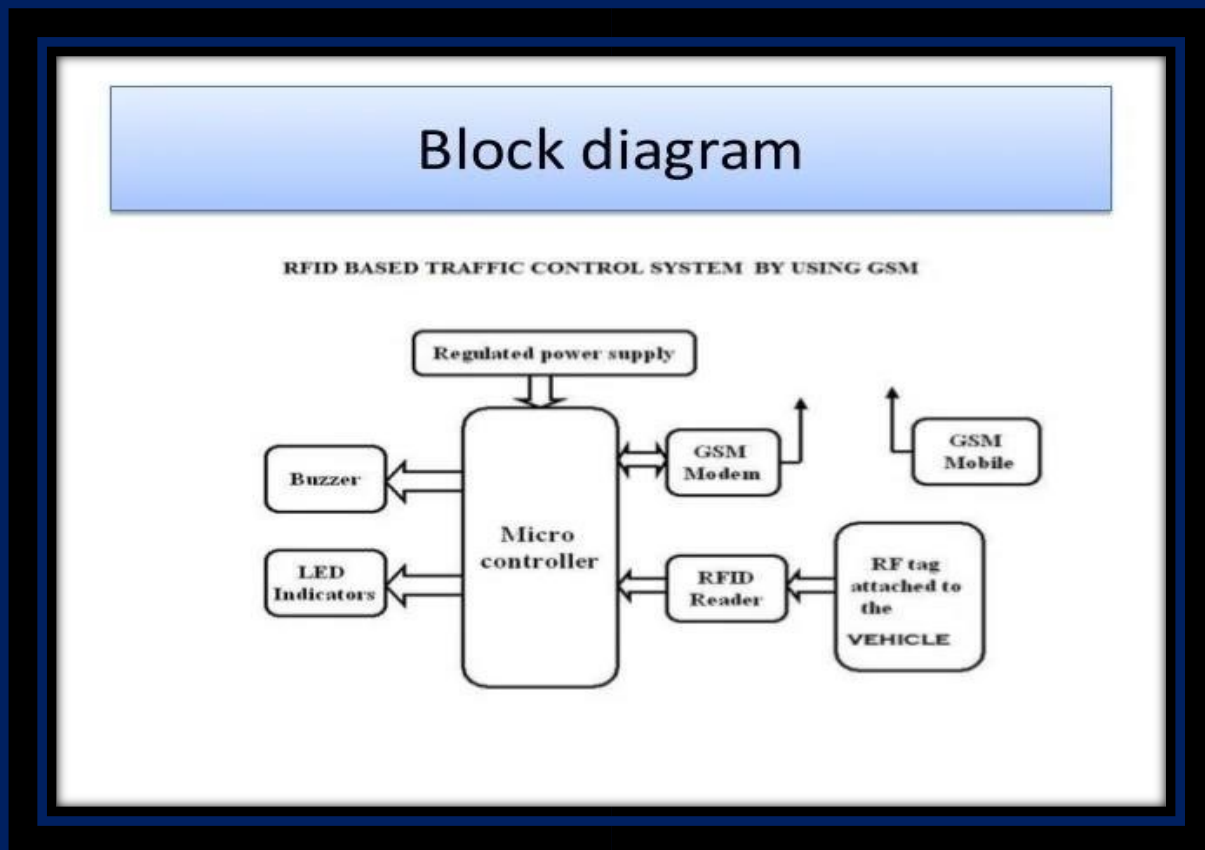 Block diagram
RFID BASED TRAFFIC CONTROL SYSTEM BY USING GSM
Regulated power supply
Buzzer
LED
Indicators
Micro
controller
GSM
Modem
GSM
Mobile
RFID
Reader
RF tag
attached to
the
VEHICLE